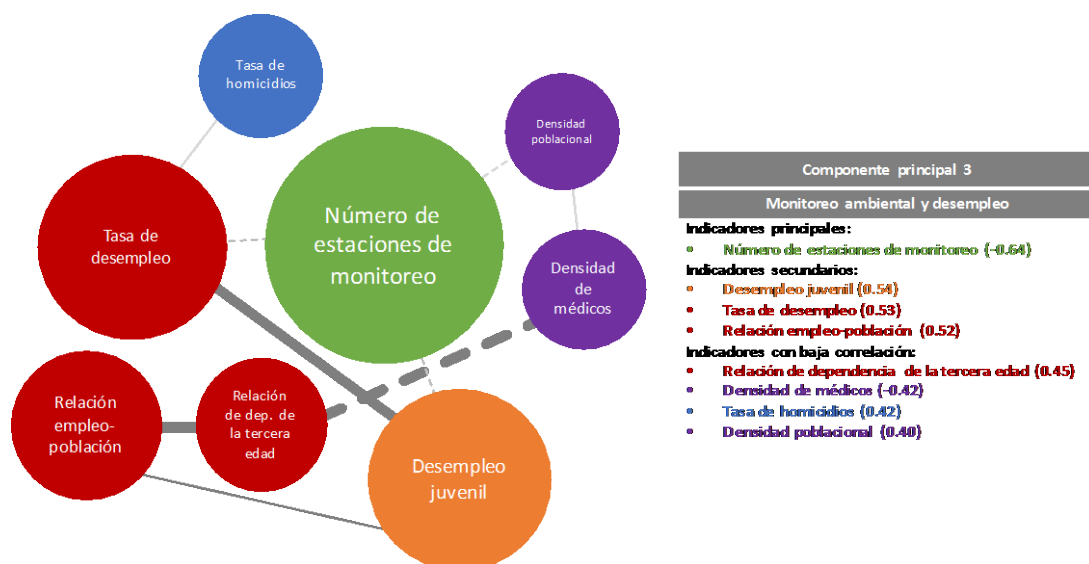 Tasa de
homicidios
Densidad
poblacional
Número de
estaciones de
monitoreo
Tasa de
desempleo
Densidad
de
médicos
Relación
empleo-
población
Relación
de dep. de
la tercera
edad
Desempleo
juvenil
Componente principal 3
Monitoreo ambiental y desempleo
Indicadores principales:
• Número de estaciones de monitoreo (-0.64)
Indicadores secundarios:
• Desempleo juvenil (0.54)
• Tasa de desempleo (0.53)
• Relación empleo-población (0.52)
Indicadores con baja correlación:
• Relación de dependencia de la tercera edad (0.45)
• Densidad de médicos (-0.42)
• Tasa de homicidios (0.42)
• Densidad poblacional (0.40)